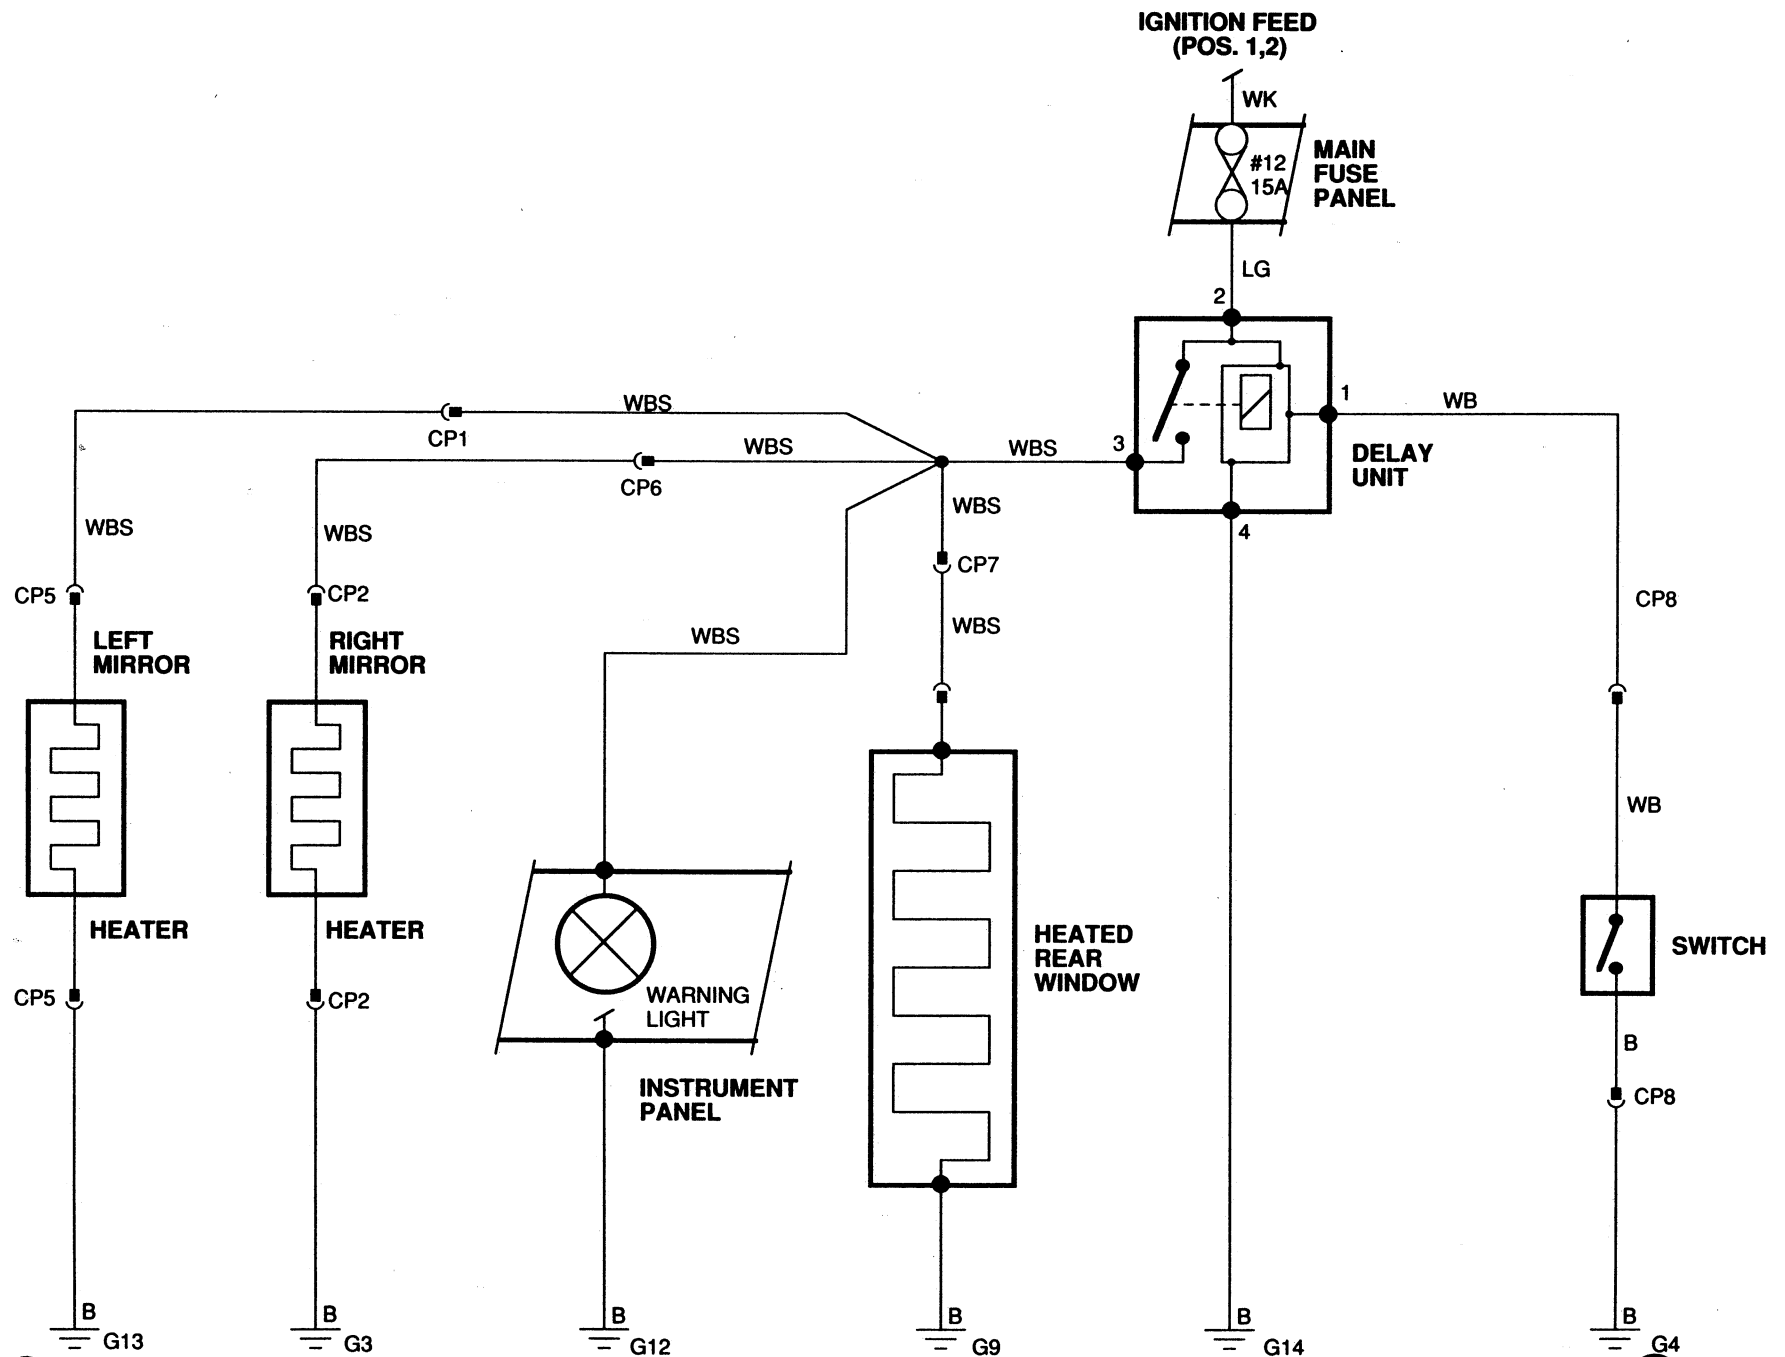 IGNITION FEED
(POS. 1,2)
WK
#12
15A
MAIN
FUSE
PANEL
LG
2
1
WB
3
DELAY
UNIT
4
WBS
CP1
WBS
CP6
WBS
WBS
WBS
WBS
CP7
WBS
WBS
CP5
CP2
CP8
LEFT
MIRROR
RIGHT
MIRROR
WB
HEATER
HEATER
HEATED
REAR
WINDOW
SWITCH
CP5
CP2
WARNING
LIGHT
B
CP8
INSTRUMENT
PANEL
B
G13
B
G3
B
G12
B
G9
B
G14
B
G4